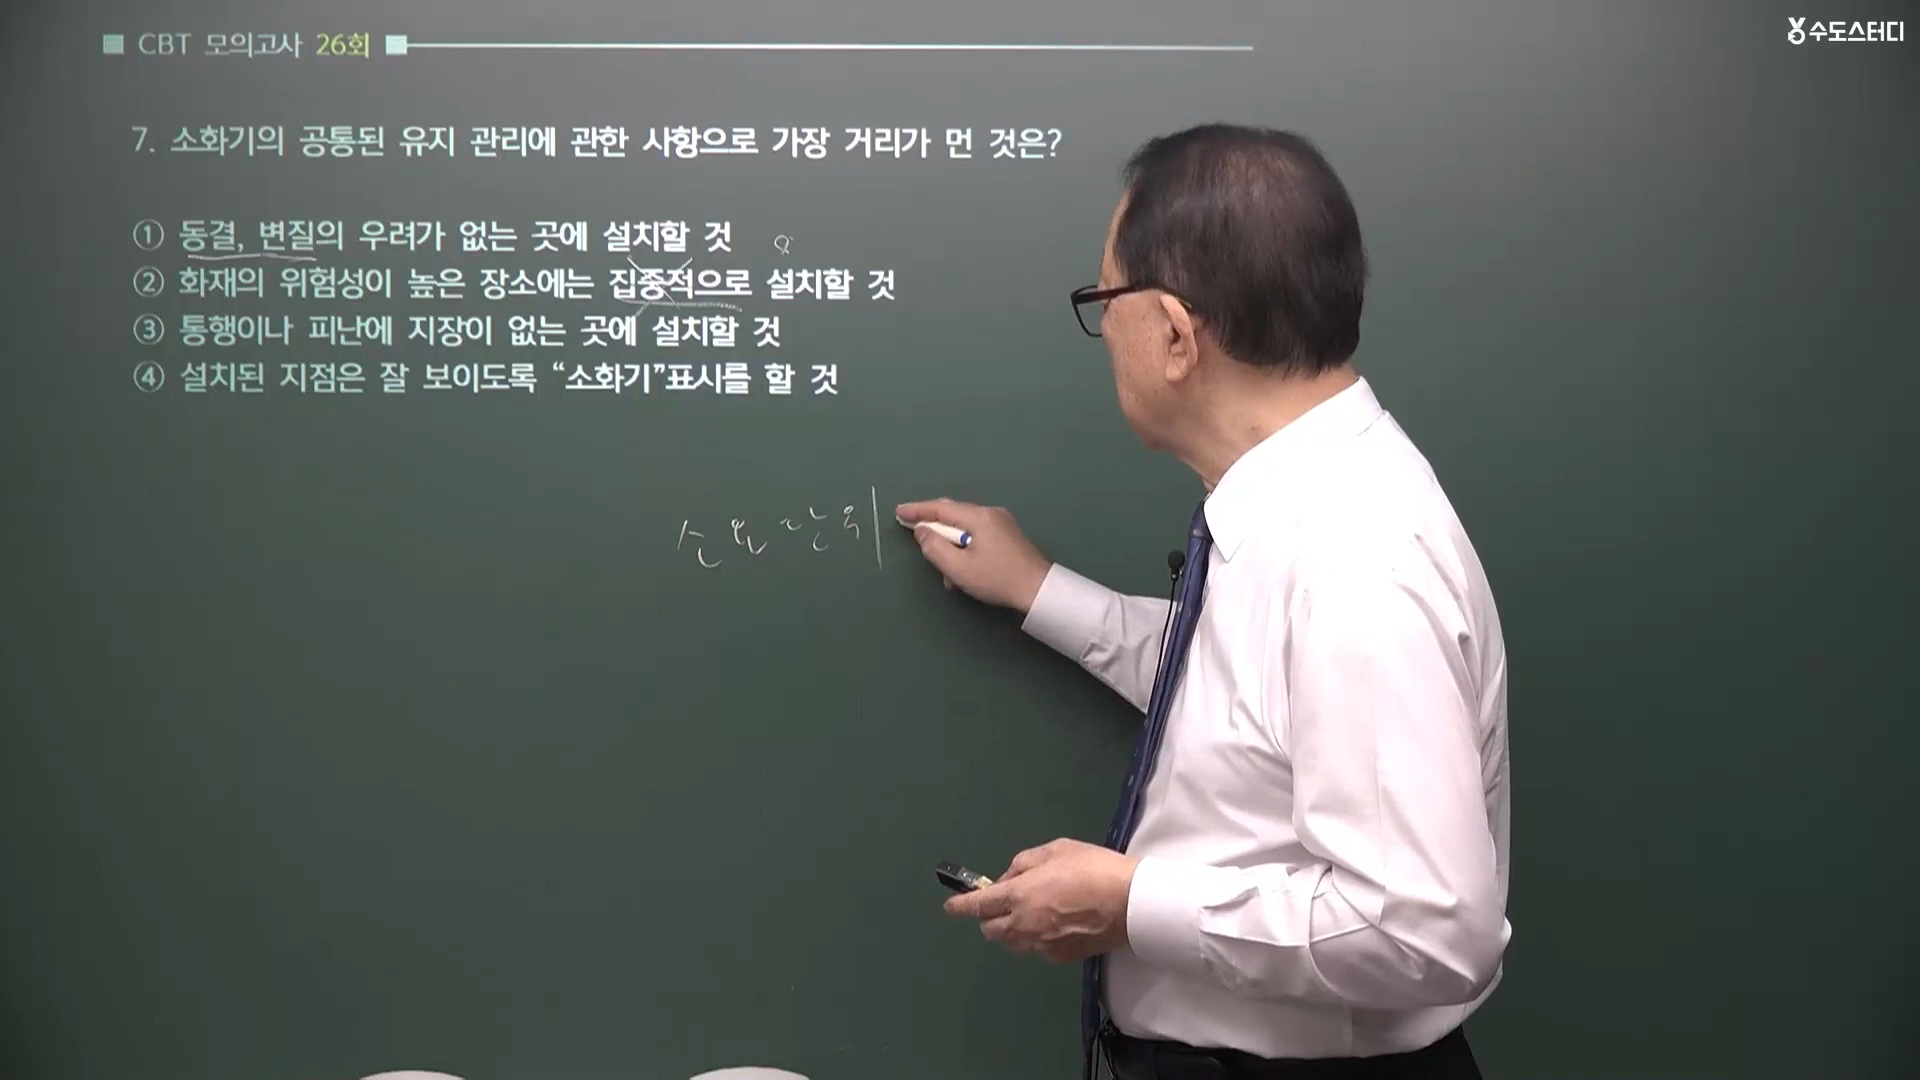 CBT 모의고사 26회
수도스터디
7. 소화기의 공통된 유지 관리에 관한 사항으로 가장 거리가 먼 것은?
① 동결, 변질의 우려가 없는 곳에 설치할 것
② 화재의 위험성이 높은 장소에는 집중적으로 설치할 것
③ 통행이나 피난에 지장이 없는 곳에 설치할 것
④ 설치된 지점은 잘 보이도록 “소화기”표시를 할 것
소요단위